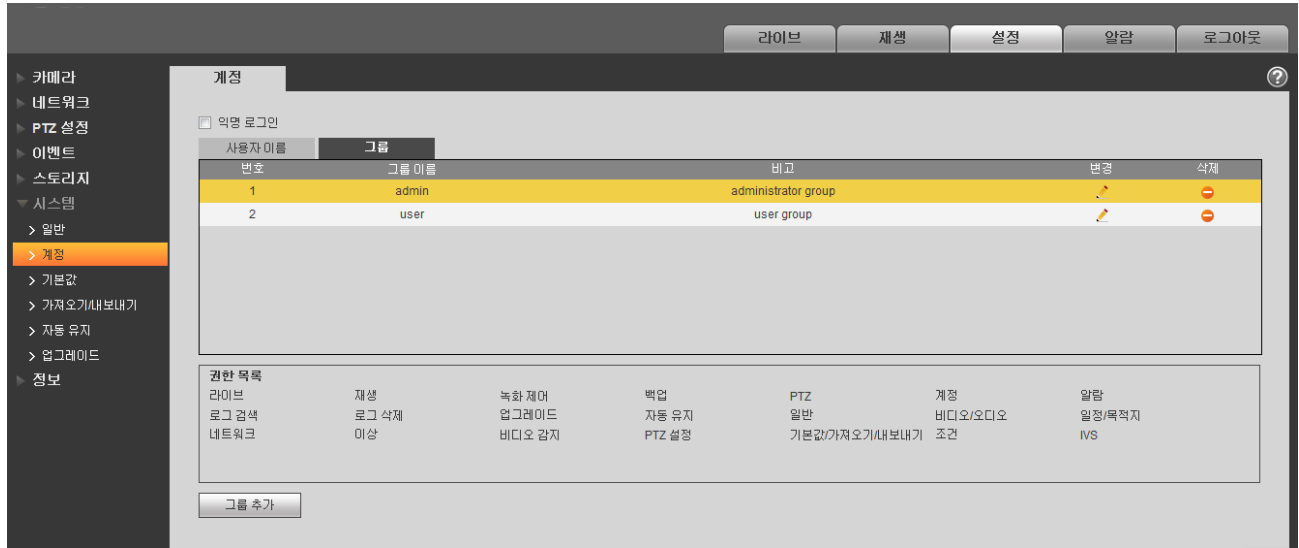 라이브 재생 설정 알람 로그아웃
카메라
네트워크
PTZ 설정
이벤트
스토리지
시스템
일반
계정
기본값
가져오기/내보내기
자동 유지
업그레이드
정보
계정
익명 로그인
사용자 이름 그룹
번호 그룹 이름 비고 변경 삭제
1 admin administrator group
2 user user group
권한 목록
라이브 재생 녹화 제어 백업 PTZ 계정 알람
로그 검색 로그 삭제 업그레이드 자동 유지 일반 비디오/오디오 일정/목적지
네트워크 이상 비디오 감지 PTZ 설정 기본값/가져오기/내보내기 조건 IVS
그룹 추가